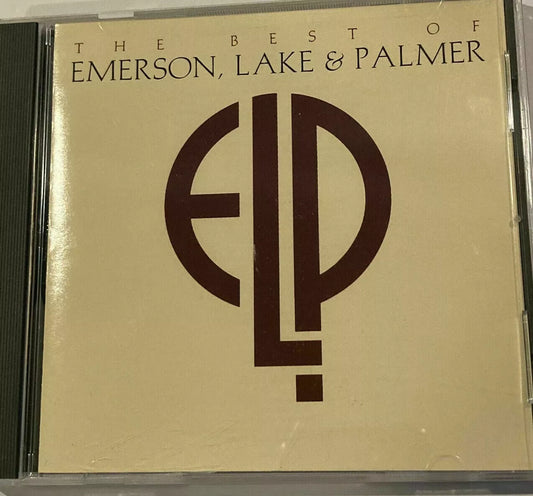 THE BEST OF
EMERSON, LAKE & PALMER
ELP